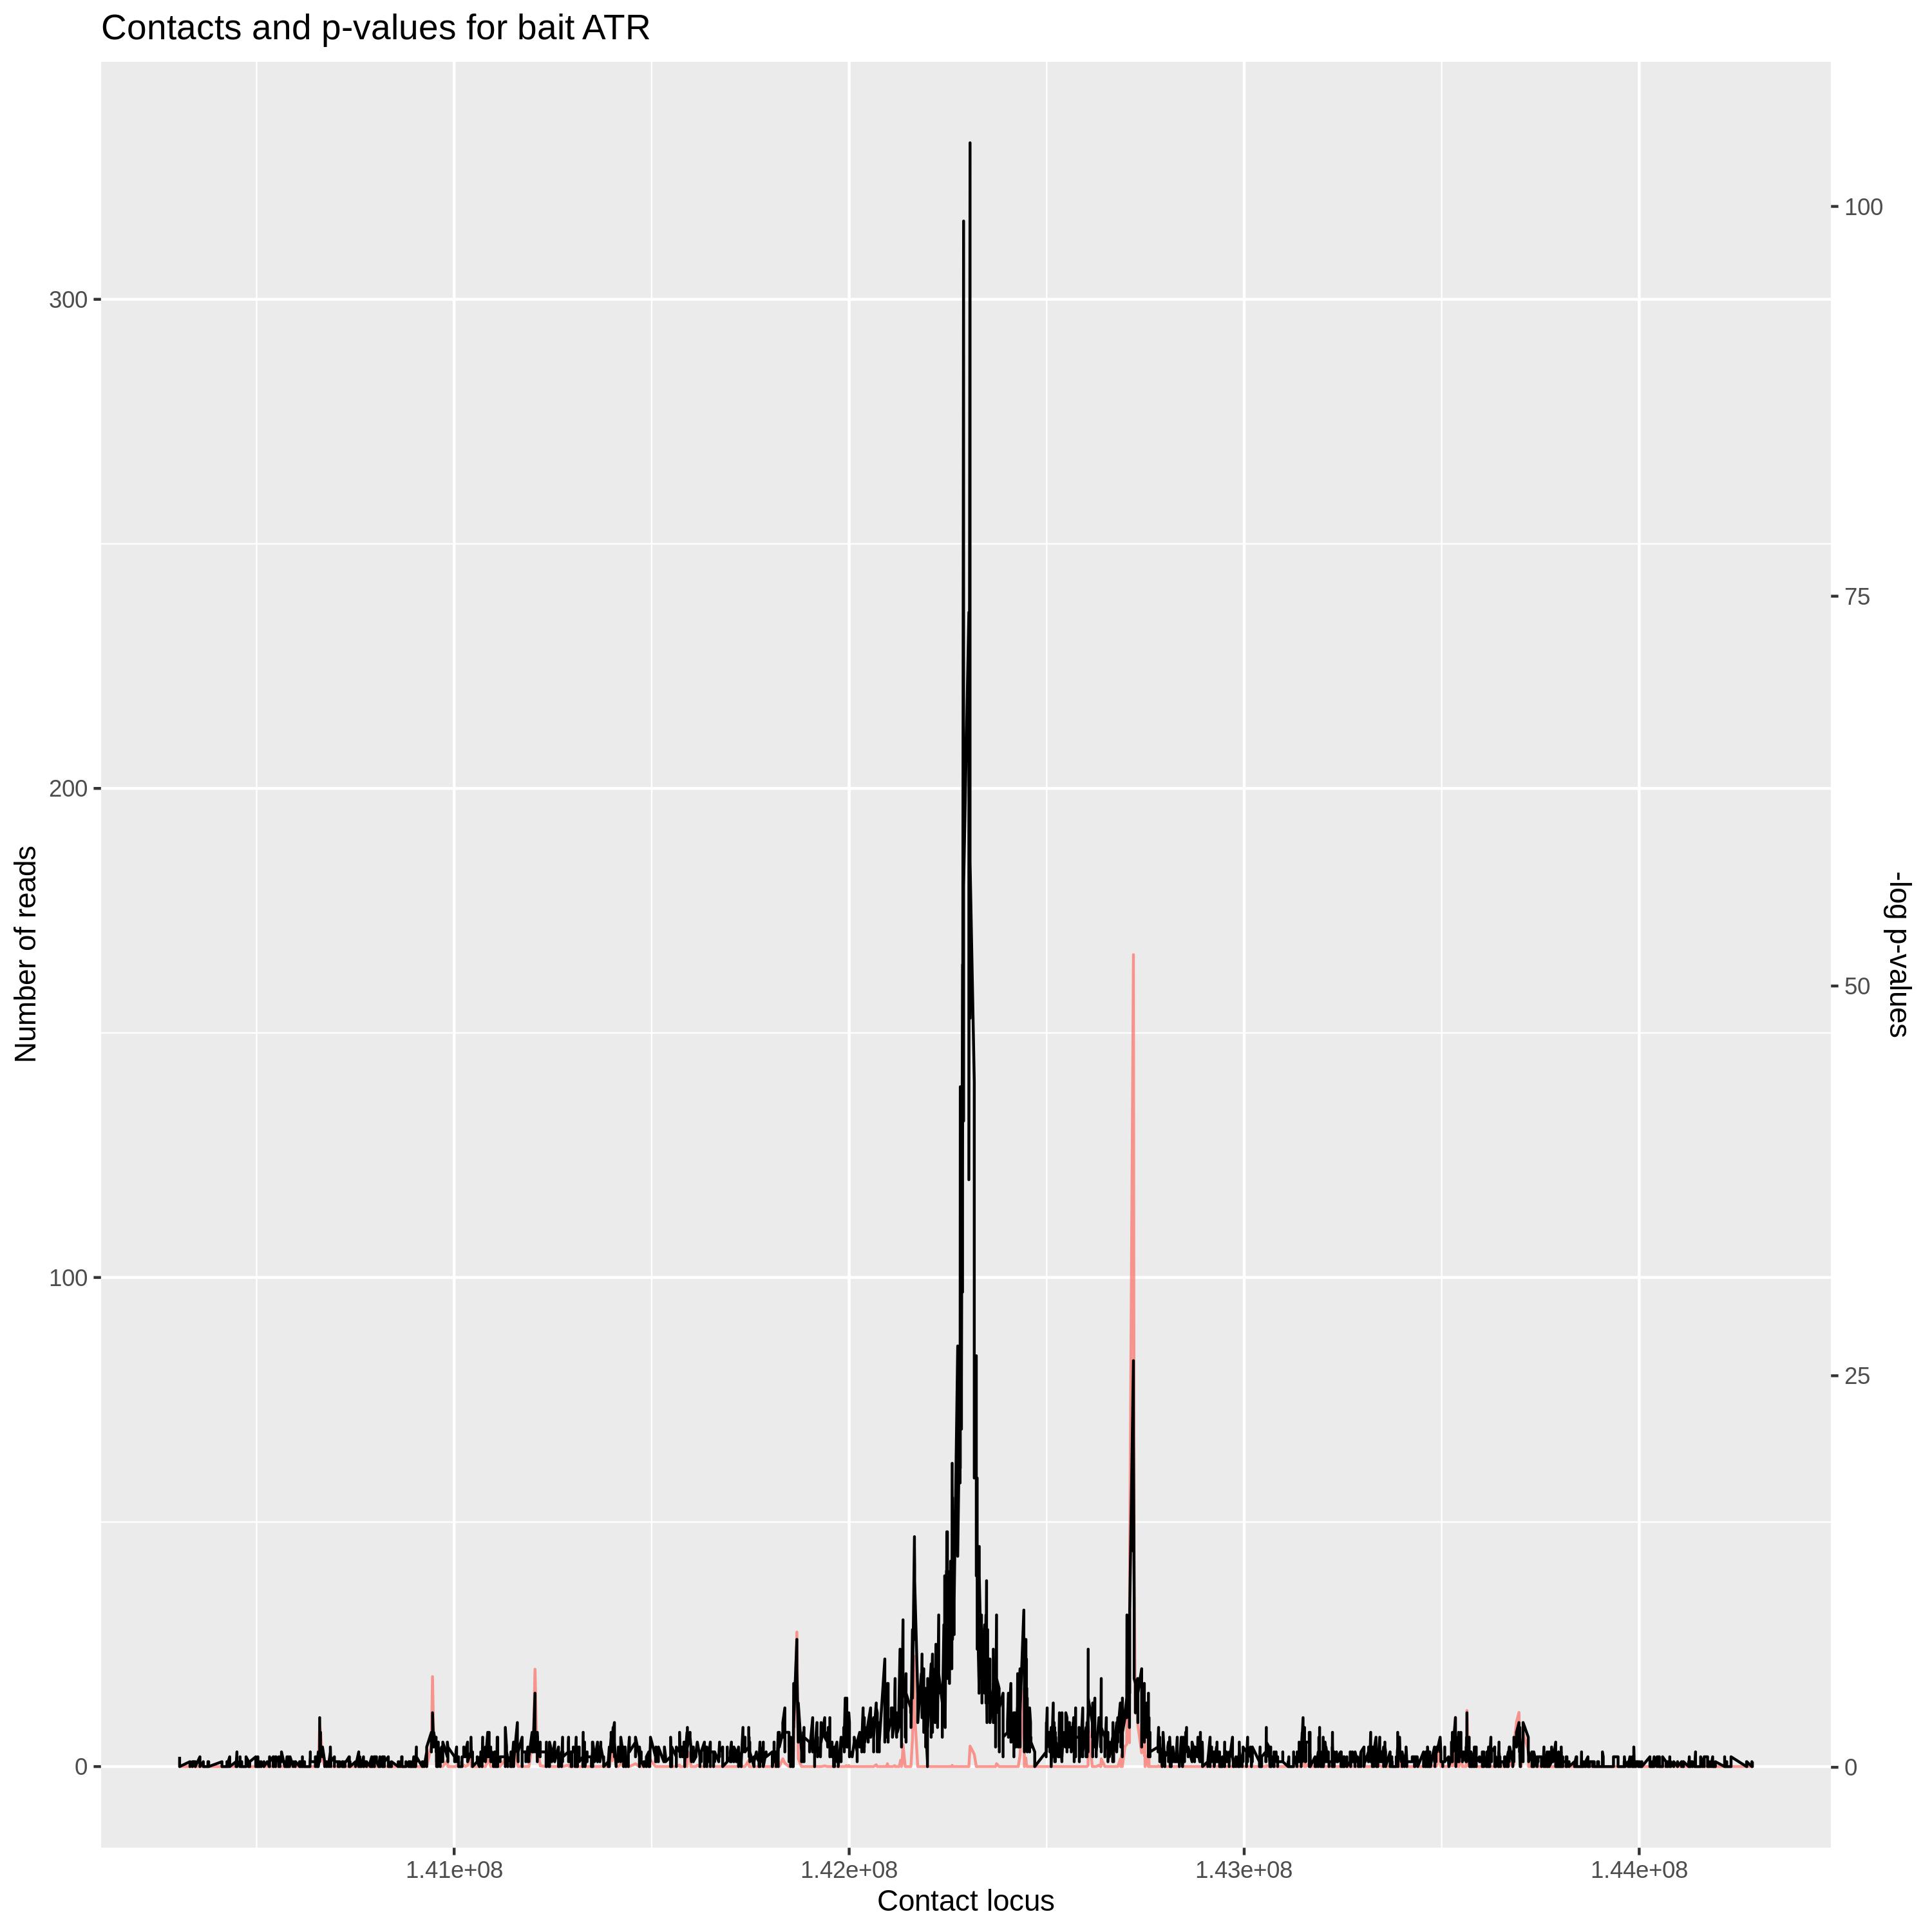 Contacts and p-values for bait ATR
300
200
100
0
Number of reads
100
75
50
25
0
-log p-values
1.41e+08
1.42e+08
1.43e+08
1.44e+08
Contact locus